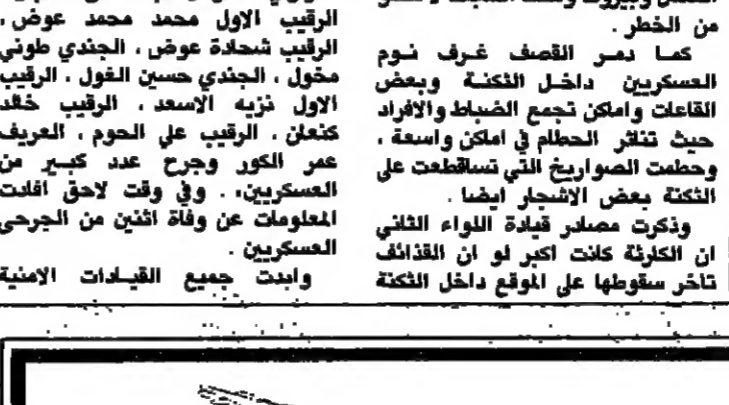 من الخطر .
كما دمر القصف غرف نوم
العسكريين داخل الثكنة وبعض
القاعات واماكن تجمع الضباط والافراد
حيث تناثر الحطام في اماكن واسعة ،
وحطمت الصواريخ التي تساقطت على
الثكنة بعض الاشجار ايضا .
وذكرت مصادر قيادة اللواء الثاني
ان الكارثة كانت اكبر لو ان القذائف
تأخر سقوطها على الموقع داخل الثكنة
الرقيب الاول محمد محمد عوض ،
الرقيب شحادة عوض ، الجندي طوني
مخول ، الجندي حسين الغول ، الرقيب
الاول نزيه الاسعد ، الرقيب خالد
كنعان ، الرقيب علي الحوم ، العريف
عمر الكور وجرح عدد كبير من
العسكريين» . وفي وقت لاحق افادت
المعلومات عن وفاة اثنين من الجرحى
العسكريين .
وابدت جميع القيادات الامنية